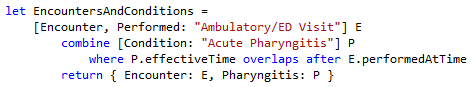 let EncountersAndConditions =
[Encounter, Performed: "Ambulatory/ED Visit"] E
combine [Condition: "Acute Pharyngitis"] P
where P.effectiveTime overlaps after E.performedAtTime
return { Encounter: E, Pharyngitis: P }